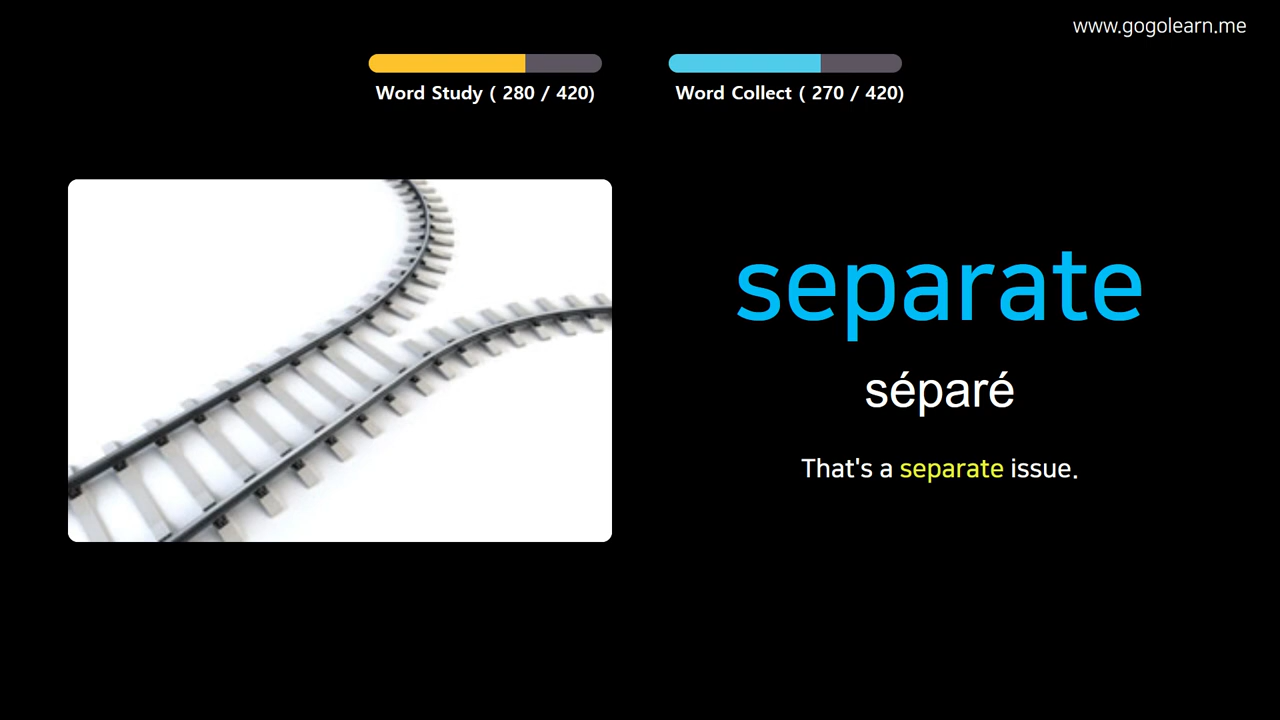 www.gogolearn.me
Word Study ( 280 / 420)
Word Collect ( 270 / 420)
separate
séparé
That's a separate issue.